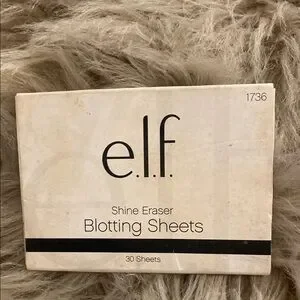 1736
e.l.f.
Shine Eraser
Blotting Sheets
30 Sheets